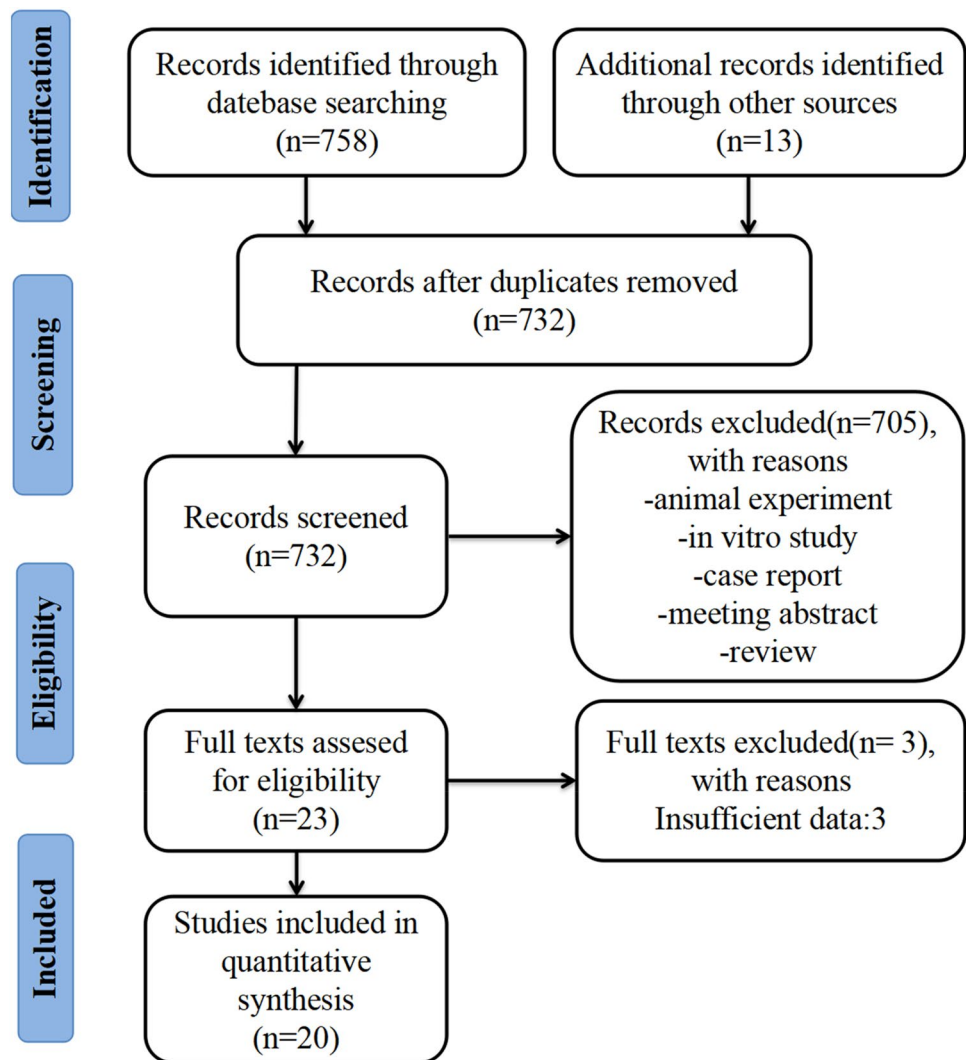 Identification
Records identified through
datebase searching
(n=758)
Additional records identified
through other sources
(n=13)
Records after duplicates removed
(n=732)
Screening
Records screened
(n=732)
Records excluded(n=705),
with reasons
-animal experiment
-in vitro study
-case report
-meeting abstract
-review
Eligibility
Full texts assesed
for eligibility
(n=23)
Full texts excluded(n= 3),
with reasons
Insufficient data:3
Included
Studies included in
quantitative
synthesis
(n=20)